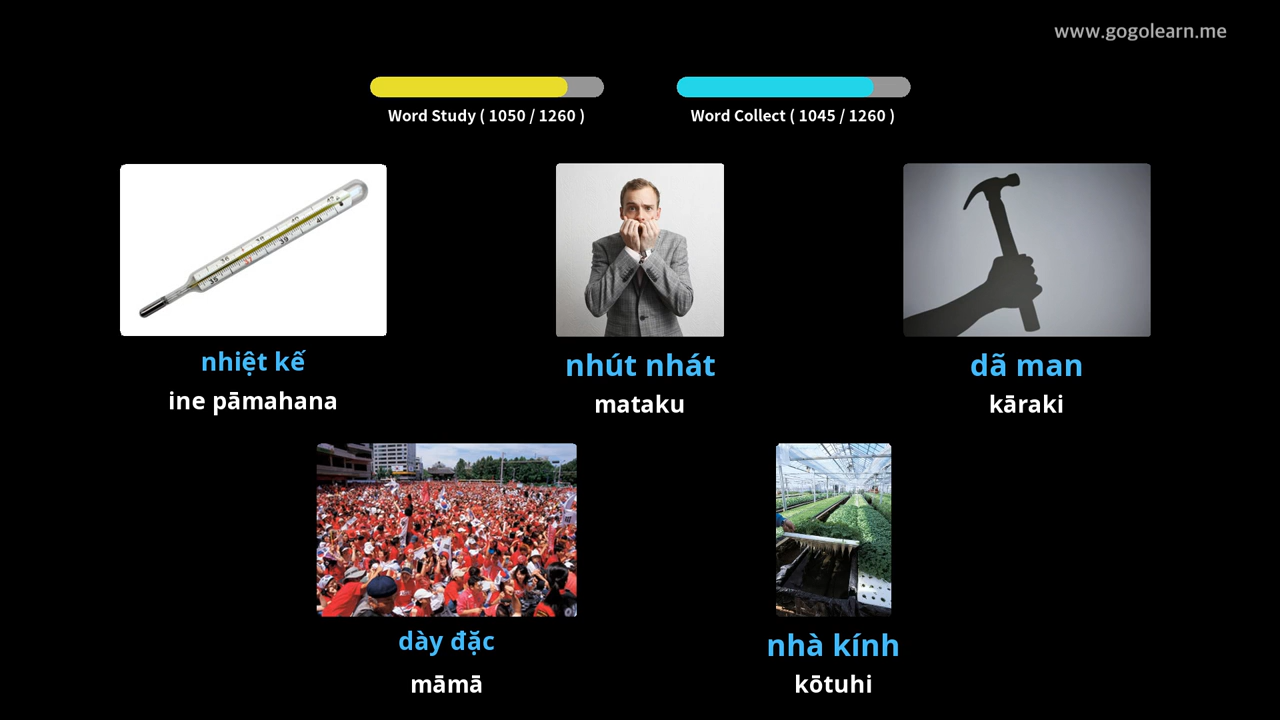 www.gogolearn.me
Word Study ( 1050 / 1260 )
Word Collect ( 1045 / 1260 )
nhiệt kế
ine pāmahana
nhút nhát
mataku
dã man
kāraki
dày đặc
māmā
nhà kính
kōtuhi